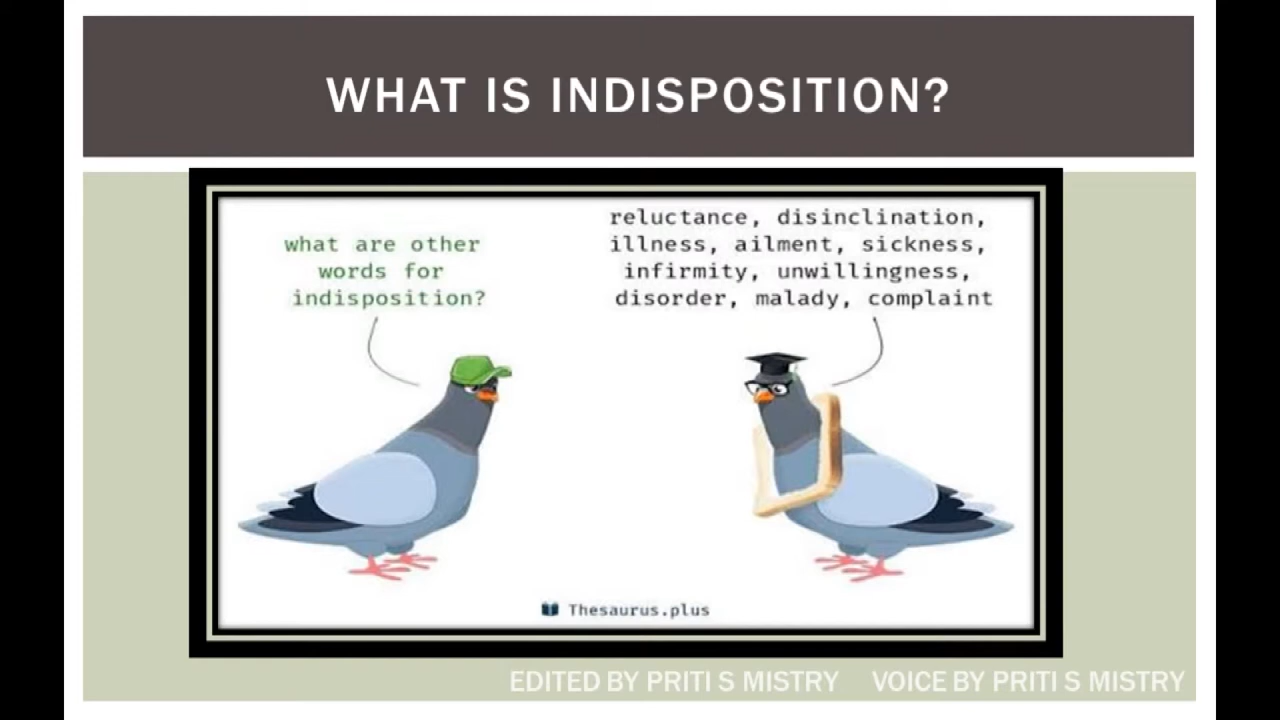 WHAT IS INDISPOSITION?
what are other
words for
indisposition?
reluctance, disinclination,
illness, ailment, sickness,
infirmity, unwillingness,
disorder, malady, complaint
Thesaurus.plus
EDITED BY PRITI S MISTRY VOICE BY PRITI S MISTRY